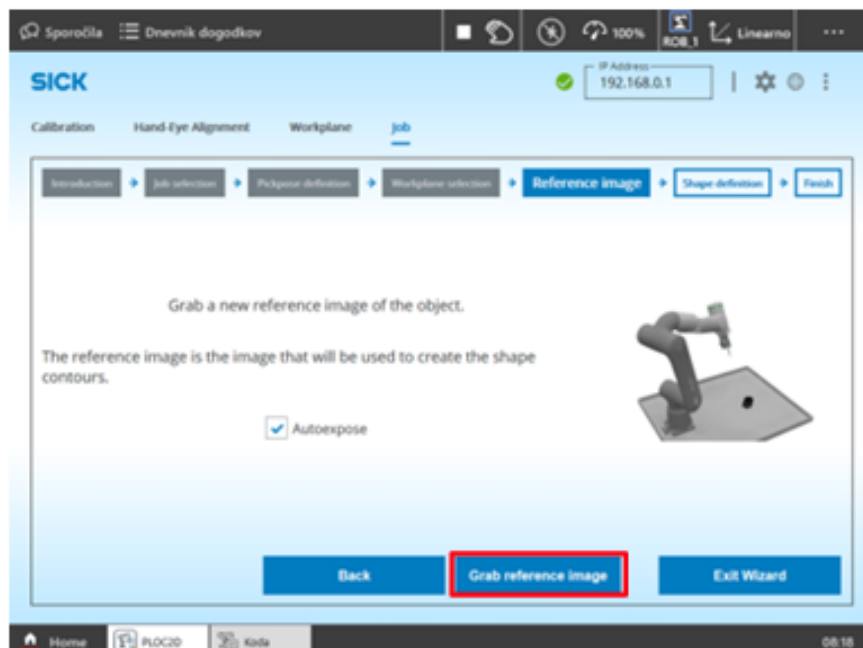 Sporočila Dnevnik dogodkov 100% ROB_1 Linearno ...
SICK IP Address
192.168.0.1
Calibration Hand-Eye Alignment Workplane Job
Introduction Job selection Pickpose definition Workplane selection Reference image Shape definition Finish
Grab a new reference image of the object.
The reference image is the image that will be used to create the shape
contours.
Autoexpose
Back Grab reference image Exit Wizard
Home PLOC2D Koda 08:18